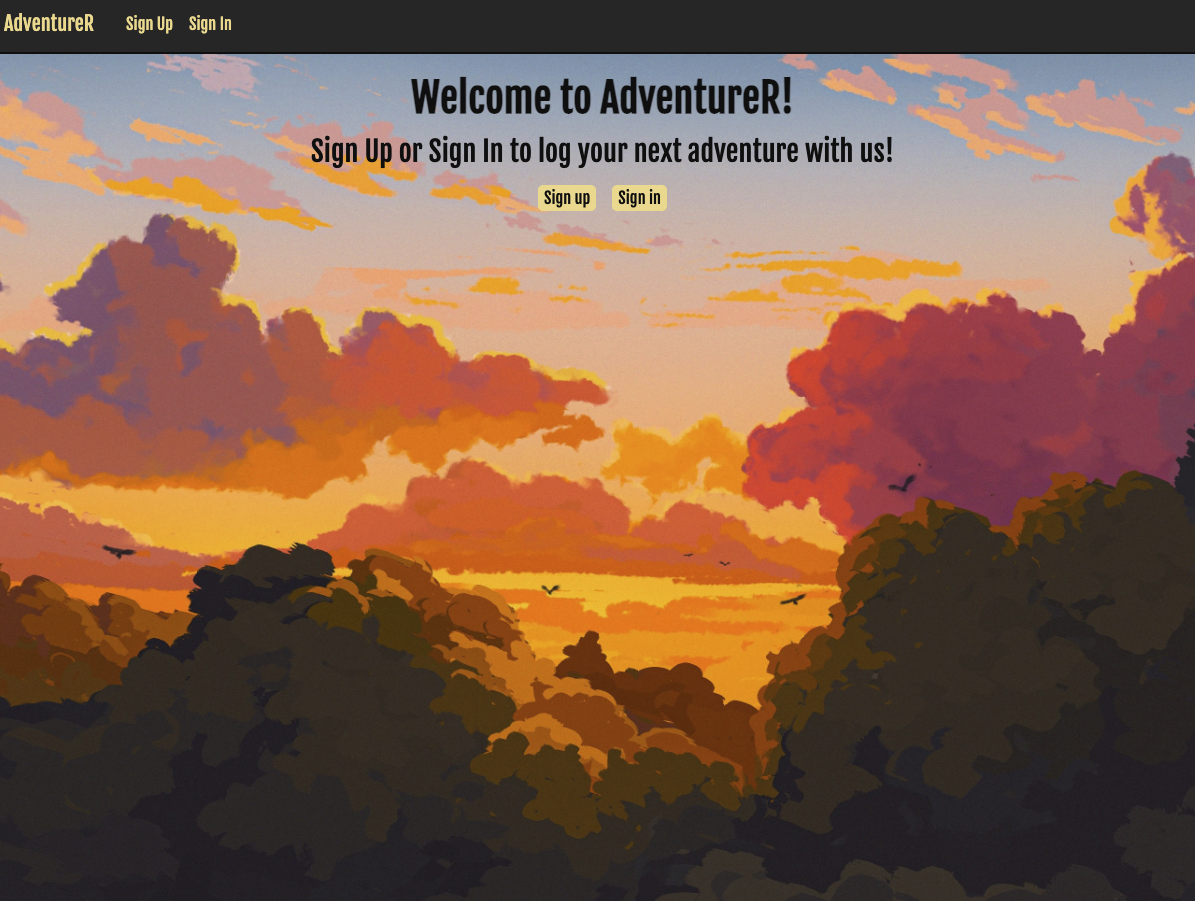 AdventureR Sign Up Sign In
Welcome to AdventureR!
Sign Up or Sign In to log your next adventure with us!
Sign up Sign in